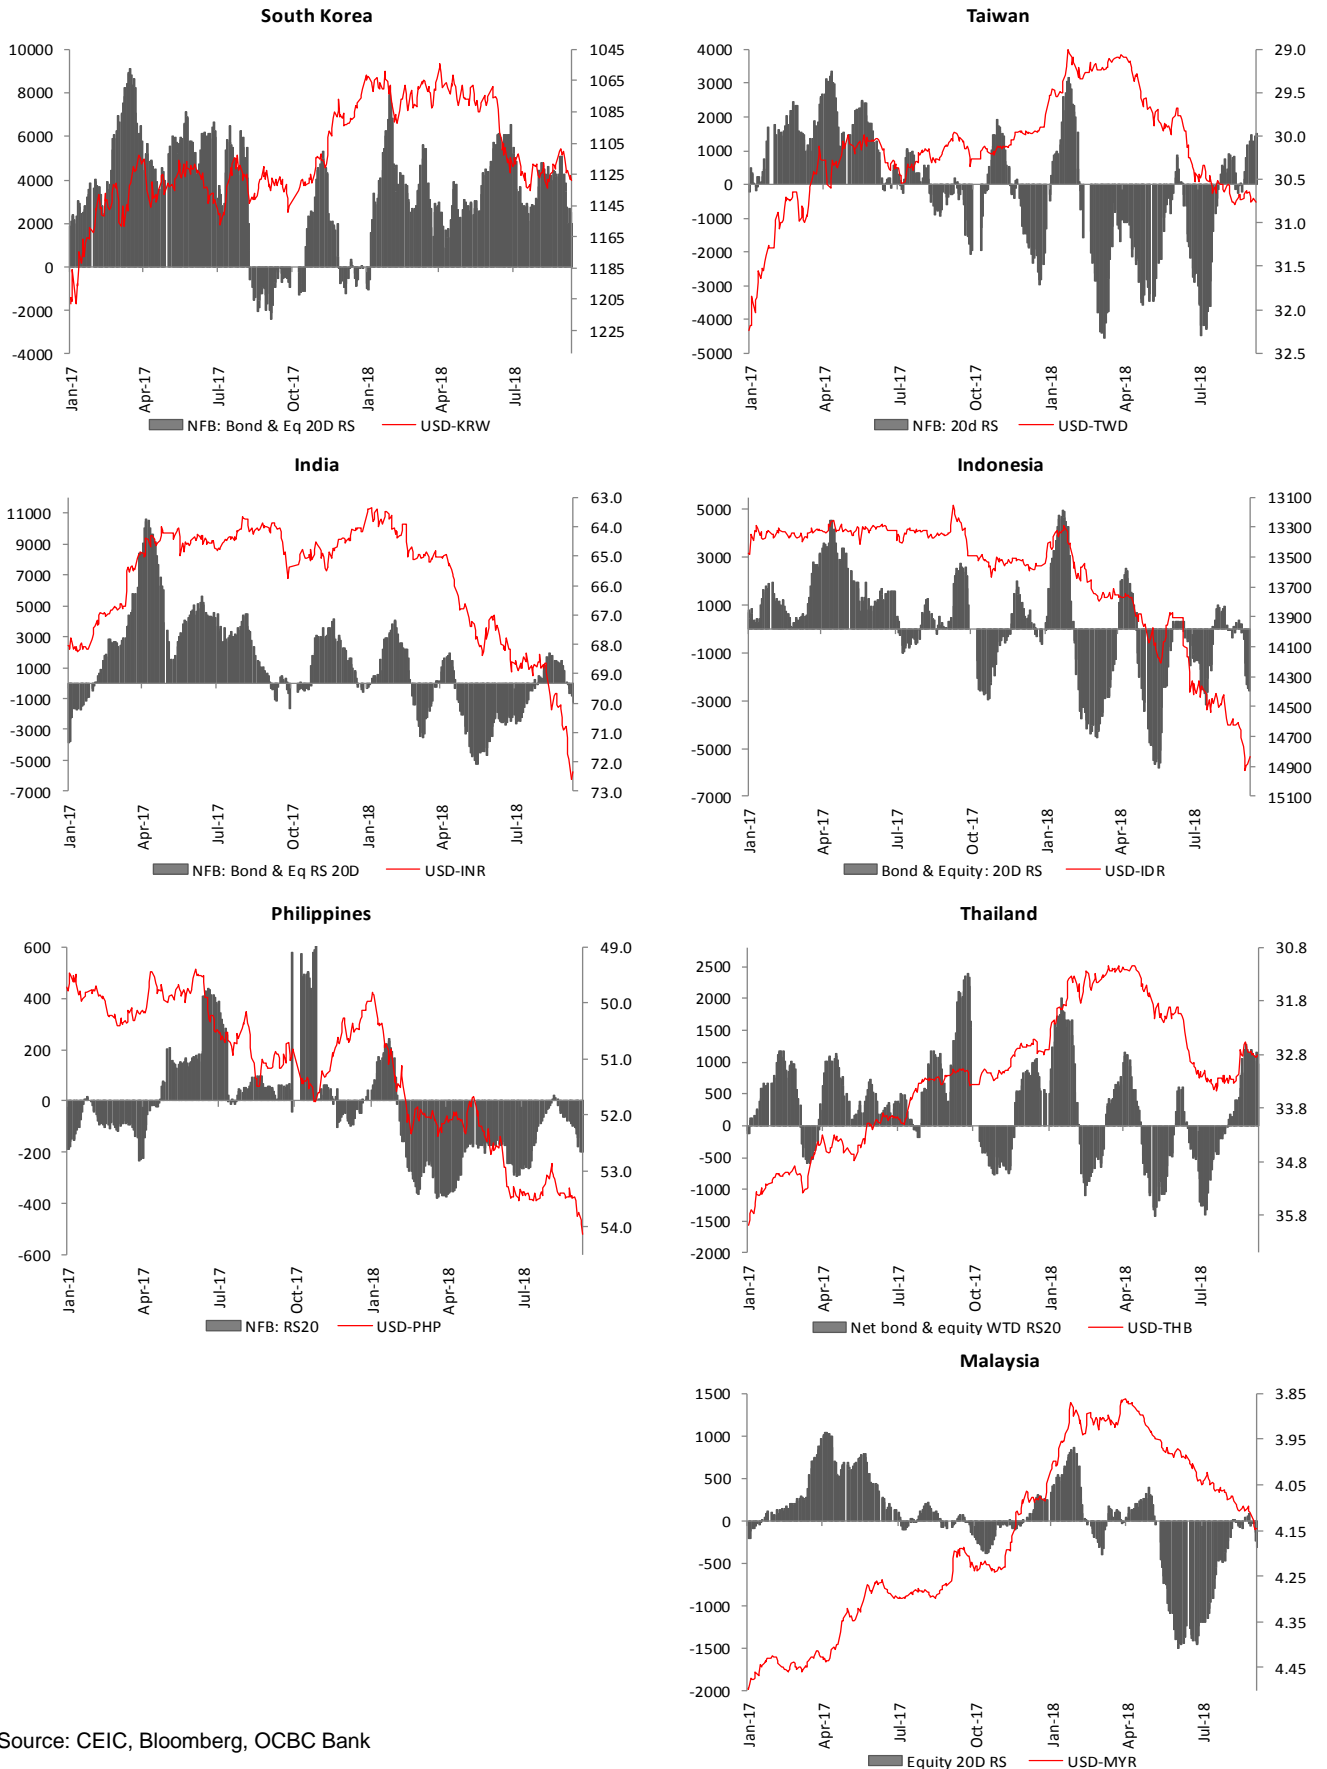 South Korea
10000
8000
6000
4000
2000
0
-2000
-4000
1045
1065
1085
1105
1125
1145
1165
1185
1205
1225
Jan-17
Apr-17
Jul-17
Oct-17
Jan-18
Apr-18
Jul-18
NFB: Bond & Eq 20D RS
USD-KRW
Taiwan
4000
3000
2000
1000
0
-1000
-2000
-3000
-4000
-5000
29.0
29.5
30.0
30.5
31.0
31.5
32.0
32.5
Jan-17
Apr-17
Jul-17
Oct-17
Jan-18
Apr-18
Jul-18
NFB: 20d RS
USD-TWD
India
11000
9000
7000
5000
3000
1000
-1000
-3000
-5000
-7000
63.0
64.0
65.0
66.0
67.0
68.0
69.0
70.0
71.0
72.0
73.0
Jan-17
Apr-17
Jul-17
Oct-17
Jan-18
Apr-18
Jul-18
NFB: Bond & Eq RS 20D
USD-INR
Indonesia
5000
3000
1000
-1000
-3000
-5000
-7000
13100
13300
13500
13700
13900
14100
14300
14500
14700
14900
15100
Jan-17
Apr-17
Jul-17
Oct-17
Jan-18
Apr-18
Jul-18
Bond & Equity: 20D RS
USD-IDR
Philippines
600
400
200
0
-200
-400
-600
49.0
50.0
51.0
52.0
53.0
54.0
Jan-17
Apr-17
Jul-17
Oct-17
Jan-18
Apr-18
Jul-18
NFB: RS20
USD-PHP
Thailand
2500
2000
1500
1000
500
0
-500
-1000
-1500
-2000
30.8
31.8
32.8
33.8
34.8
35.8
Jan-17
Apr-17
Jul-17
Oct-17
Jan-18
Apr-18
Jul-18
Net bond & equity WTD RS20
USD-THB
Malaysia
1500
1000
500
0
-500
-1000
-1500
-2000
3.85
3.95
4.05
4.15
4.25
4.35
4.45
Jan-17
Apr-17
Jul-17
Oct-17
Jan-18
Apr-18
Jul-18
Equity 20D RS
USD-MYR
Source: CEIC, Bloomberg, OCBC Bank